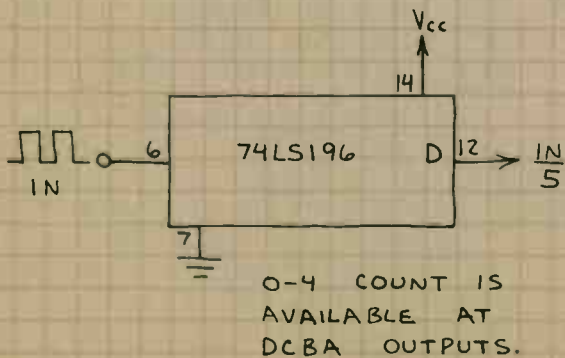 Vcc
14
6
74LS196
D
12
IN
5
IN
7
0-4 COUNT IS
AVAILABLE AT
DCBA OUTPUTS.